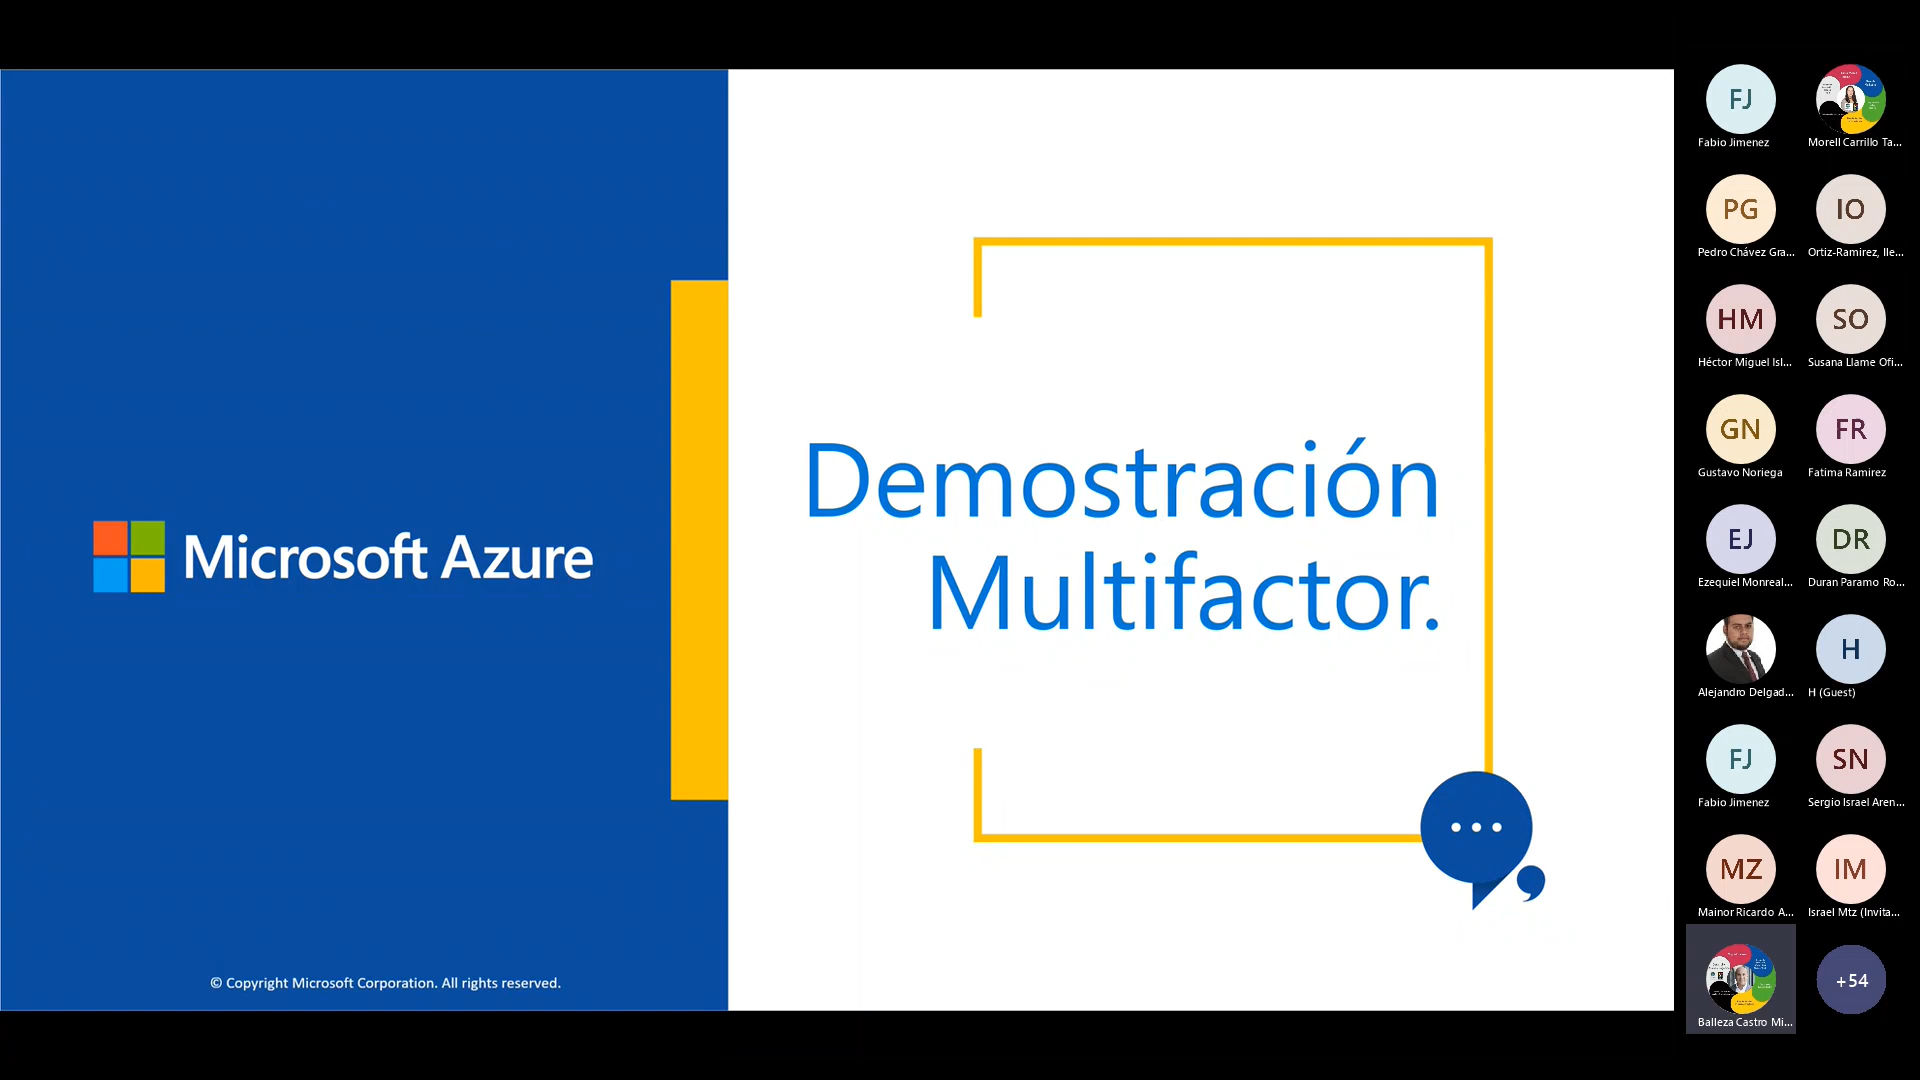 Microsoft Azure
Demostración
Multifactor.
© Copyright Microsoft Corporation. All rights reserved.
FJ
Fabio Jimenez
Morell Carrillo Ta...
PG
Pedro Chávez Gra...
IO
Ortiz-Ramirez, Ile...
HM
Héctor Miguel Isl...
SO
Susana Llame Ofi...
GN
Gustavo Noriega
FR
Fatima Ramirez
EJ
Ezequiel Monreal...
DR
Duran Paramo Ro...
Alejandro Delgad...
H
H (Guest)
FJ
Fabio Jimenez
SN
Sergio Israel Aren...
MZ
Mainor Ricardo A...
IM
Israel Mtz (Invita...
Balleza Castro Mi...
+54